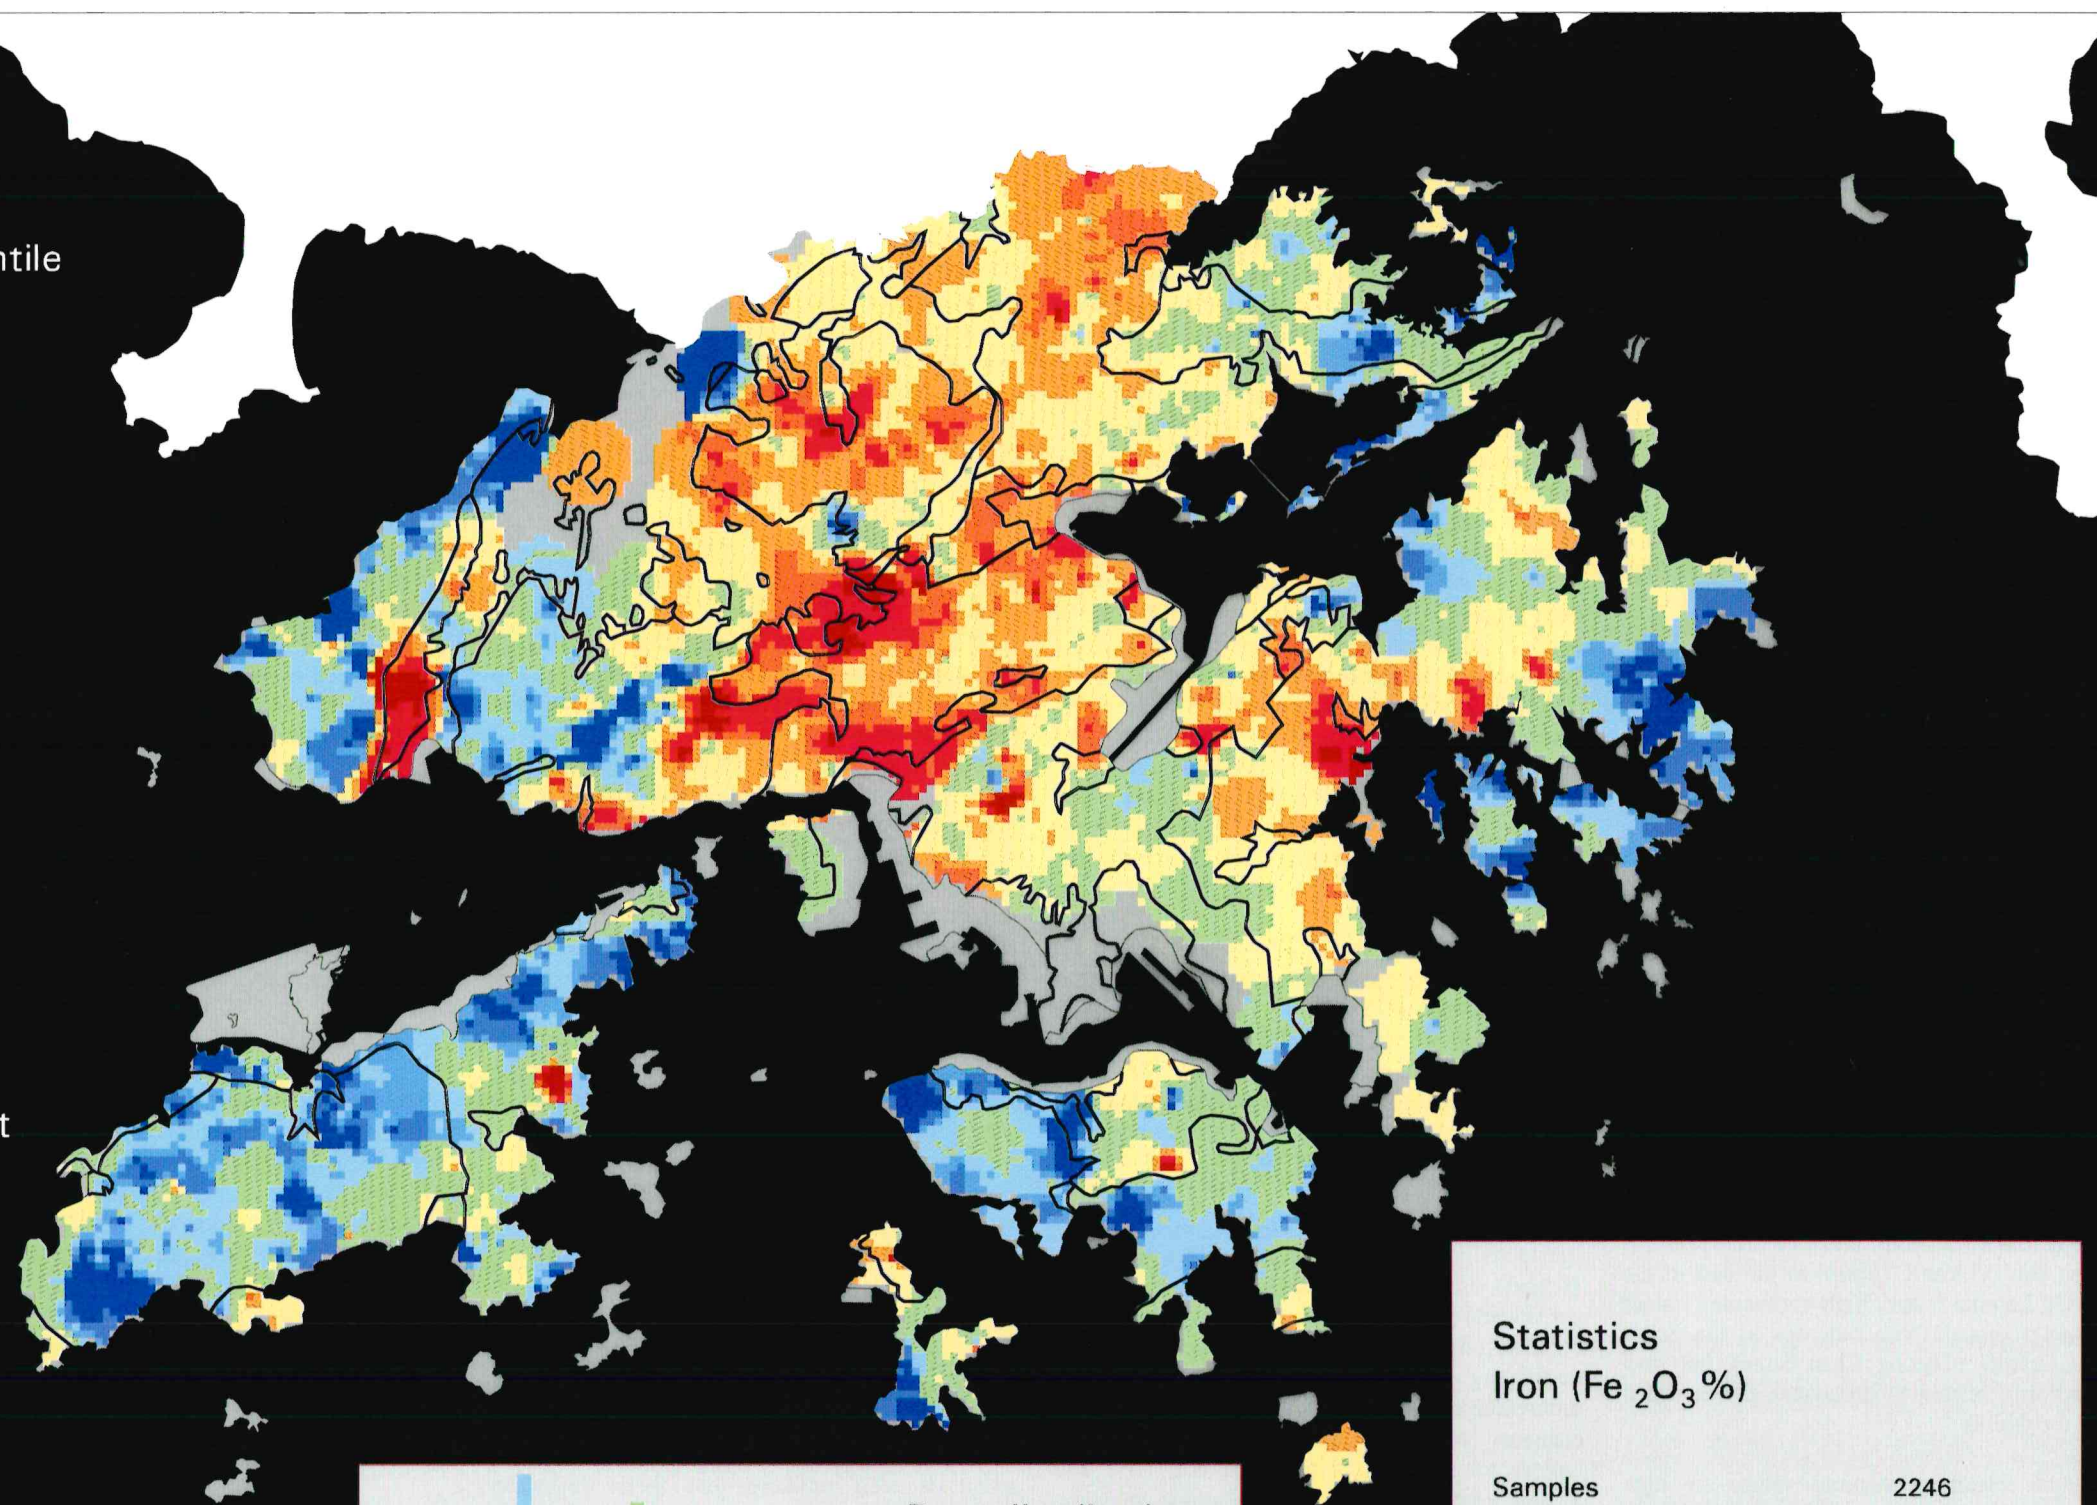 ntile
t
Statistics
Iron (Fe ₂O₃%)
Samples 2246